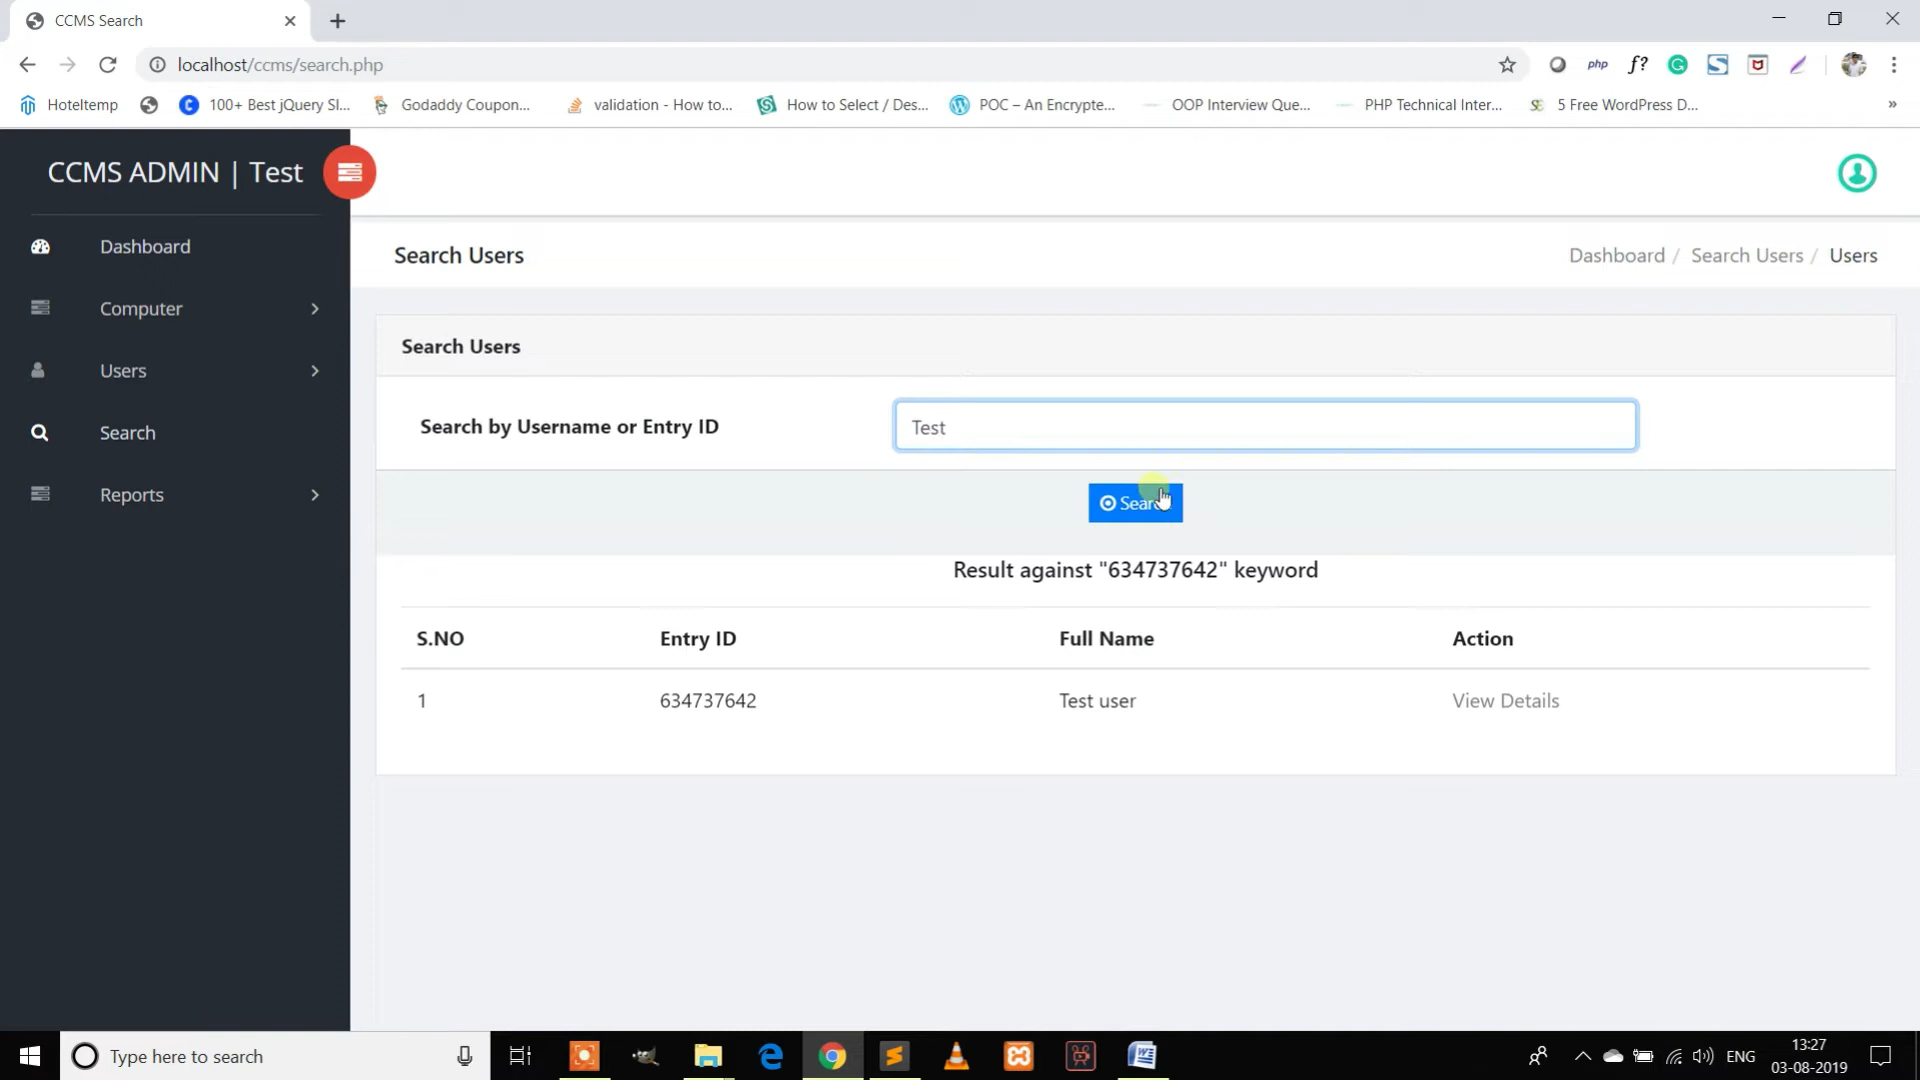 CCMS Search
localhost/ccms/search.php
php
f?
Hoteltemp
100+ Best jQuery Sl...
Godaddy Coupon...
validation - How to...
How to Select / Des...
POC – An Encrypte...
OOP Interview Que...
PHP Technical Inter...
5 Free WordPress D...
»
CCMS ADMIN | Test
Dashboard
Computer
Users
Search
Reports
Search Users
Dashboard / Search Users / Users
Search Users
Search by Username or Entry ID
Test
Search
Result against "634737642" keyword
S.NO Entry ID Full Name Action
1 634737642 Test user View Details
Type here to search
ENG
13:27
03-08-2019